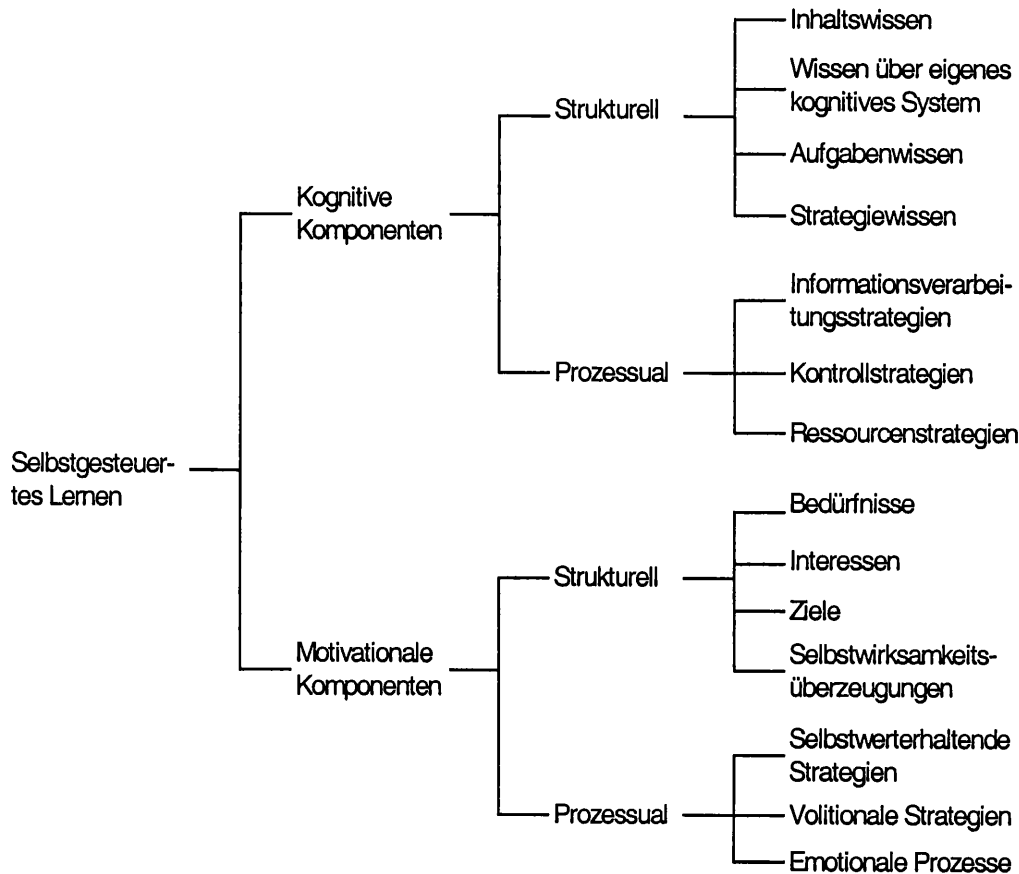 Inhaltswissen
Wissen über eigenes
kognitives System
Strukturell
Aufgabenwissen
Kognitive
Komponenten
Strategiewissen
Informationsverarbei-
tungsstrategien
Prozessual
Kontrollstrategien
Ressourcenstrategien
Selbstgesteuer-
tes Lernen
Bedürfnisse
Interessen
Strukturell
Ziele
Motivationale
Komponenten
Selbstwirksamkeits-
überzeugungen
Selbstwerterhaltende
Strategien
Prozessual
Volitionale Strategien
Emotionale Prozesse